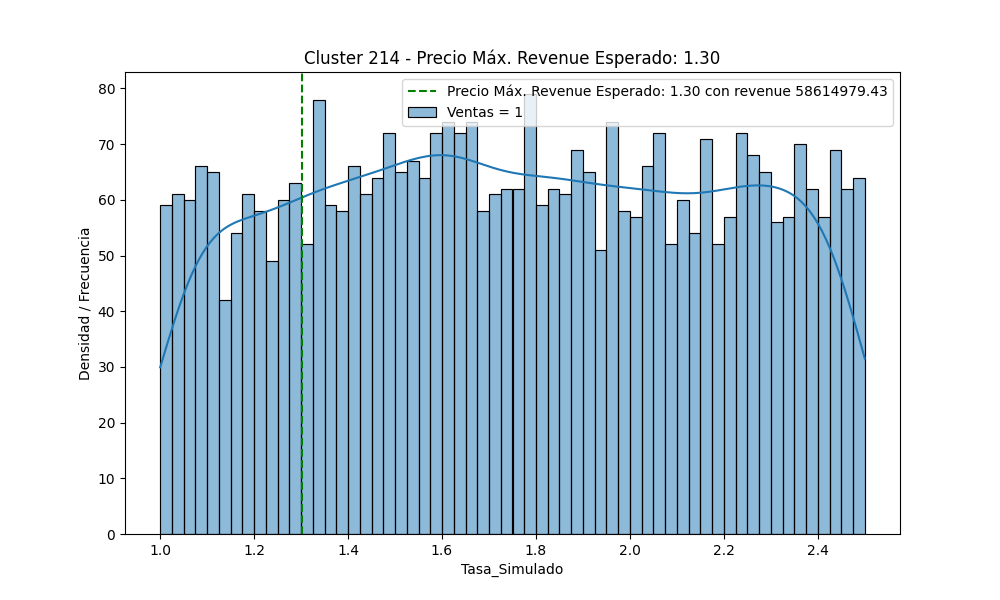 Cluster 214 - Precio Máx. Revenue Esperado: 1.30
Precio Máx. Revenue Esperado: 1.30 con revenue 58614979.43
Ventas = 1
80
70
60
50
40
30
20
10
0
Densidad / Frecuencia
1.0 1.2 1.4 1.6 1.8 2.0 2.2 2.4
Tasa_Simulado